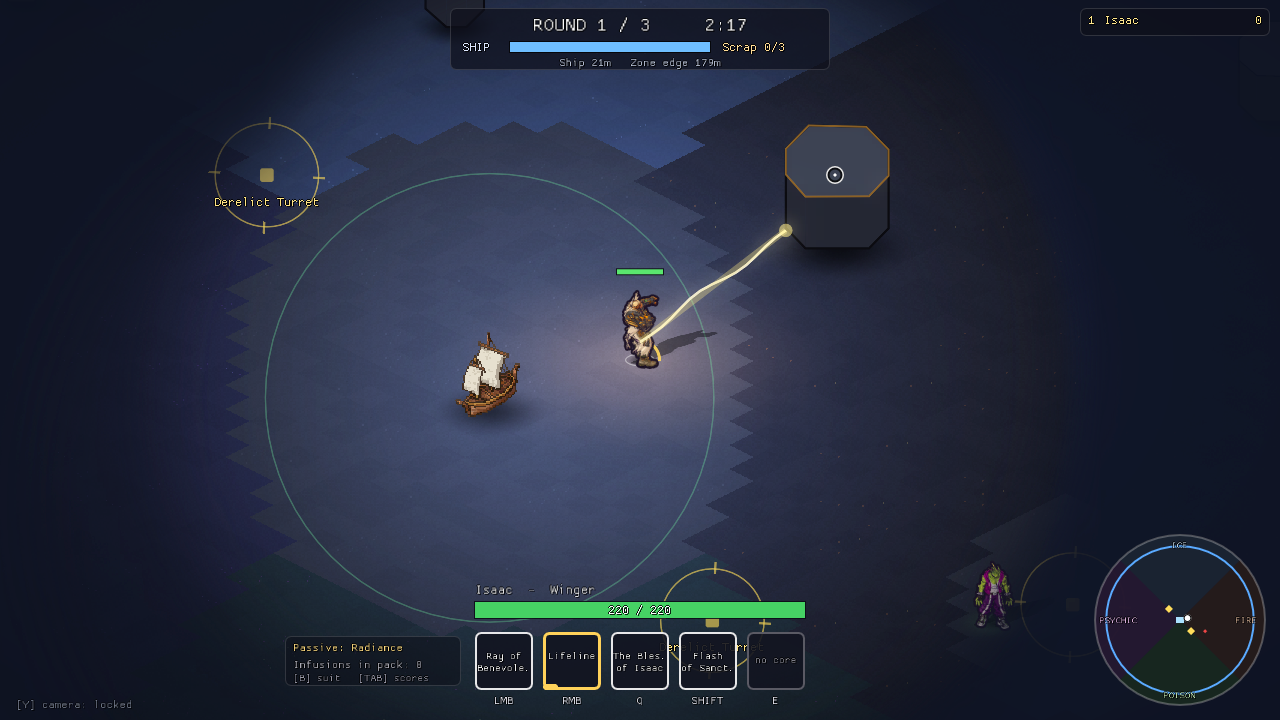 ROUND 1 / 3 2:17
SHIP Scrap 0/3
Ship 21m Zone edge 179m
1 Isaac 0
Derelict Turret
Isaac - Winger
220 / 220
Passive: Radiance
Infusions in pack 0
[B] suit [TAB] scores
Ray of
Benevole.
Lifeline
The Bles.
of Isaac
Flash
of Sanct.
no core
LMB RMB Q SHIFT E
ICE
PSYCHIC
FIRE
POISON
[Y] camera: locked